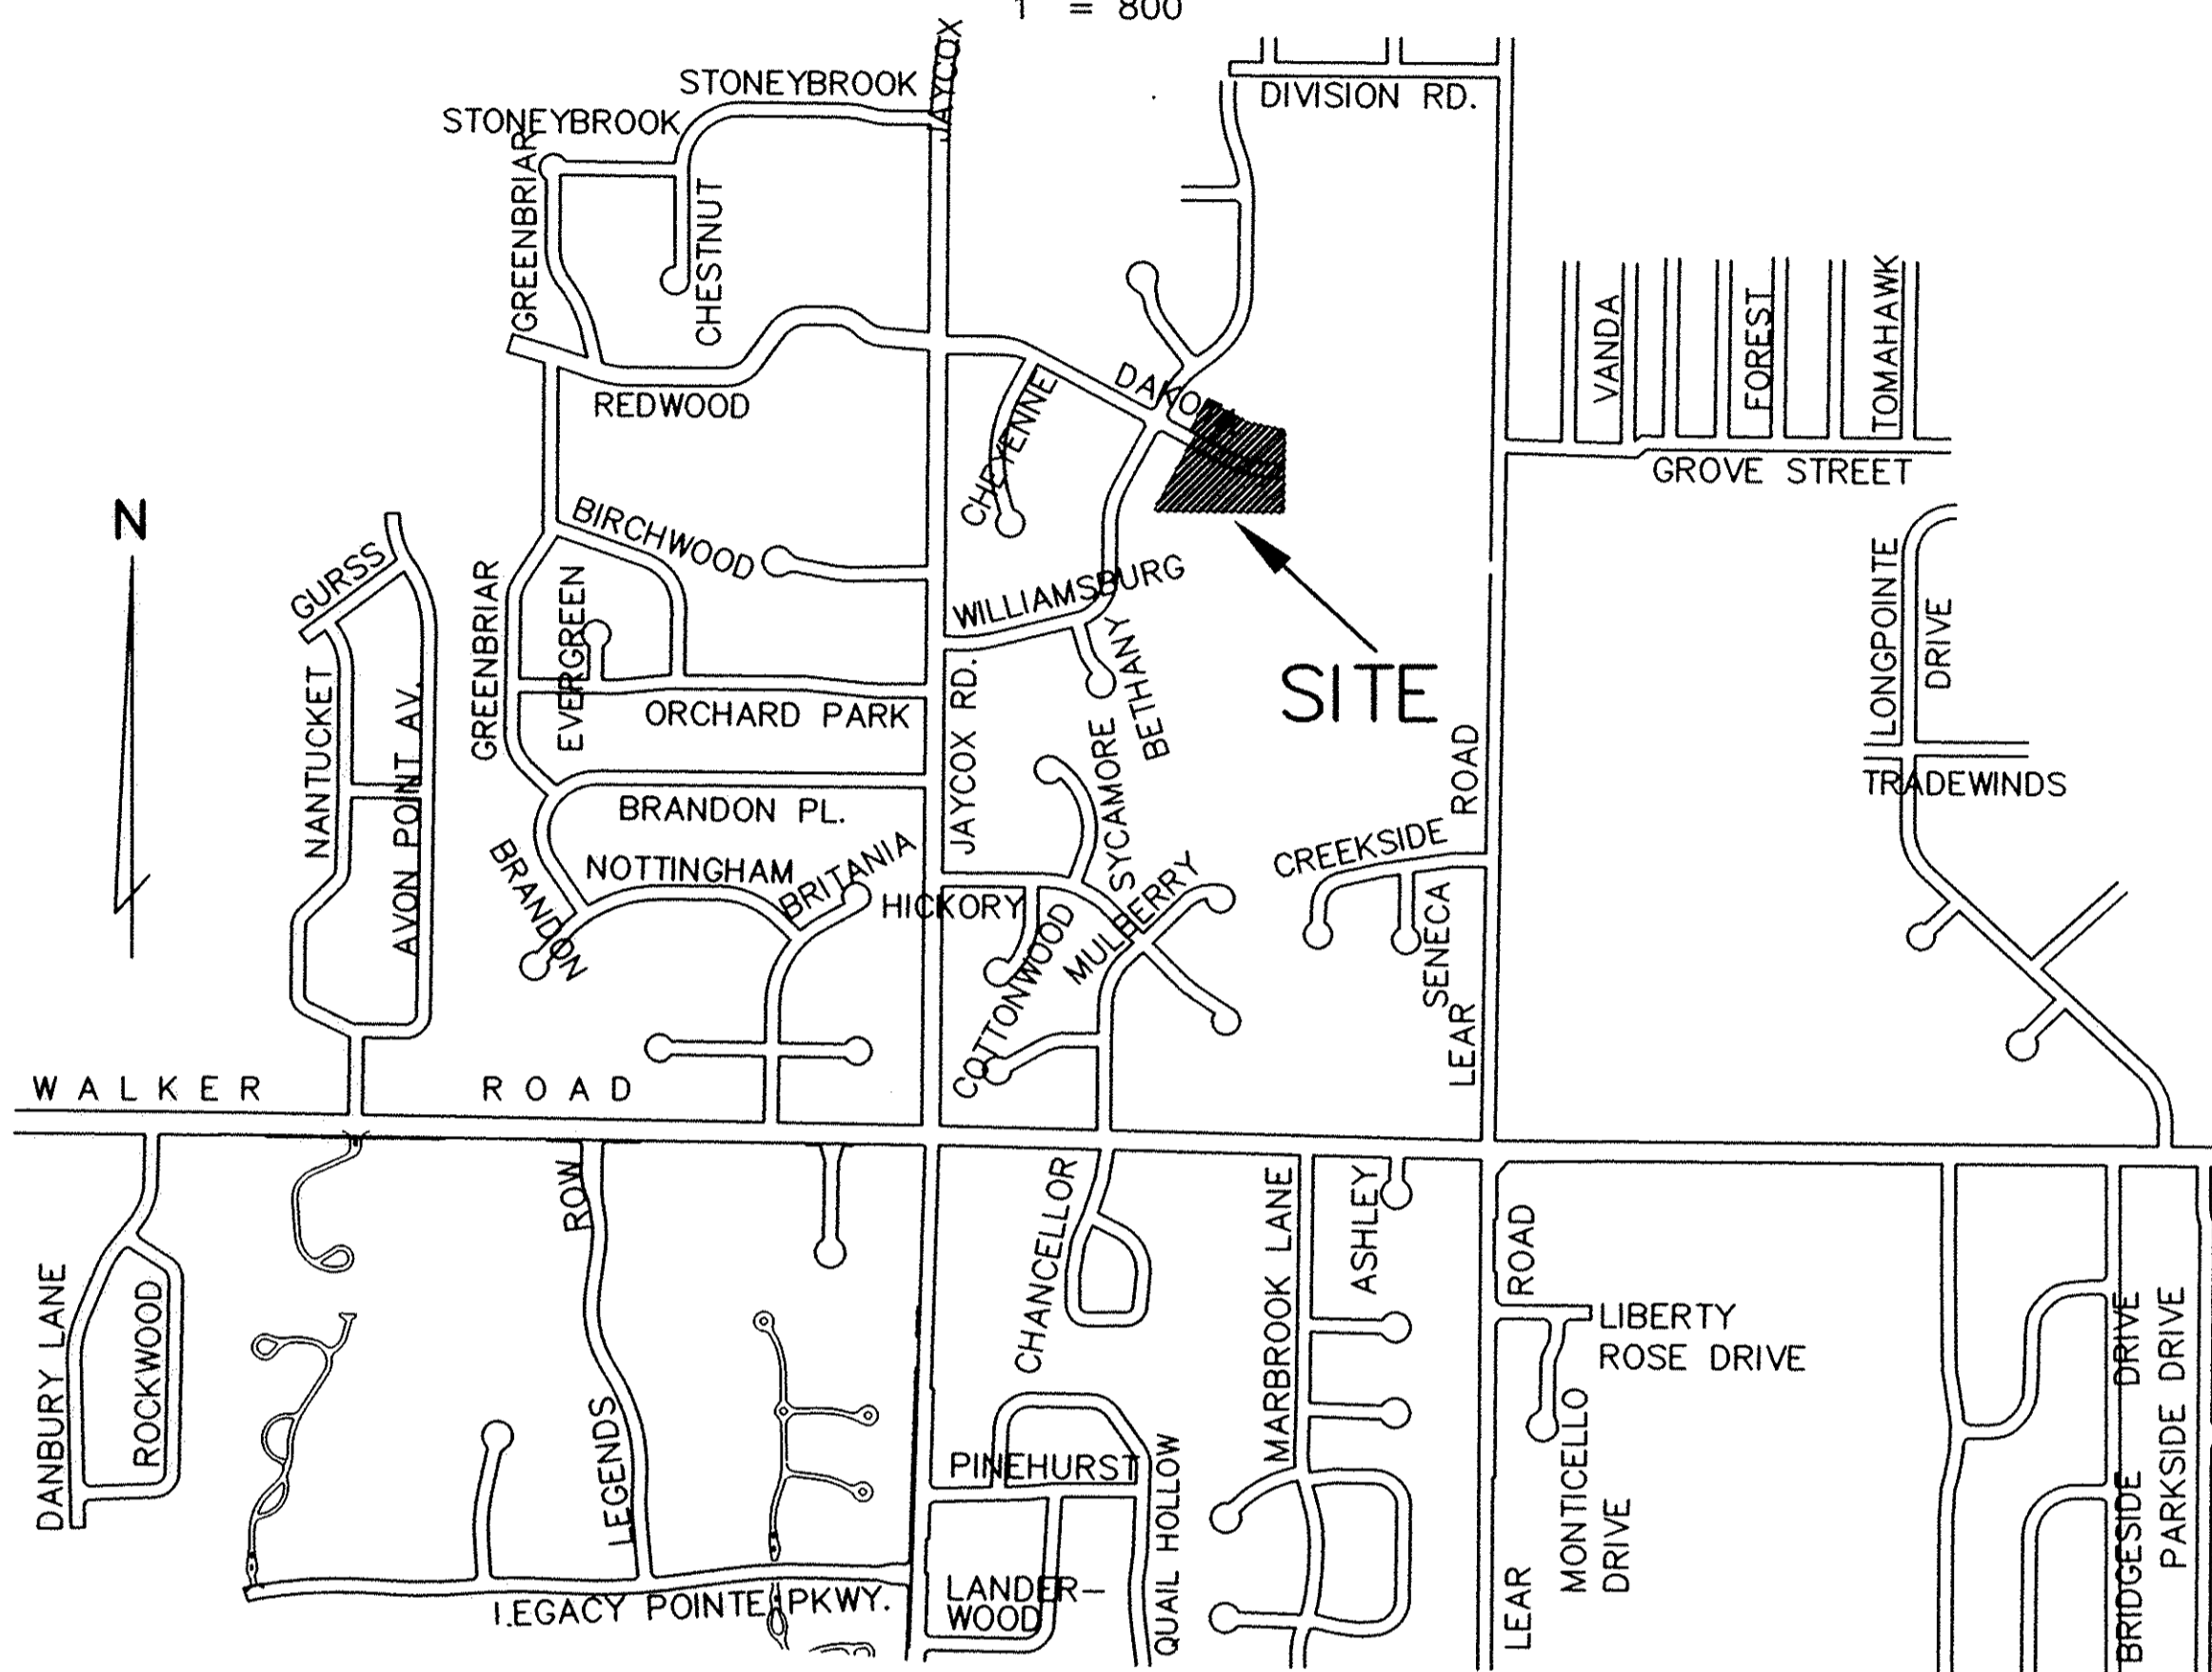 1 = 800
JAYCOX
STONEYBROOK
STONEYBROOK
DIVISION RD.
GREENBRIAR
CHESTNUT
VANDA
FOREST
TOMAHAWK
DAKO
REDWOOD
CHEYENNE
GROVE STREET
N
BIRCHWOOD
GURSS
GREENBRIAR
EVERGREEN
WILLIAMSBURG
BETHANY
LONGPOINTE
DRIVE
SITE
NANTUCKET
AVON POINT AV.
ORCHARD PARK
JAYCOX RD.
SYCAMORE
ROAD
TRADEWINDS
BRANDON PL.
BRANDON
NOTTINGHAM
BRITANIA
HICKORY
MULBERRY
CREEKSIDE
SENECA
COTTONWOOD
LEAR
WALKER ROAD
ROW
CHANCELLOR
MARBROOK LANE
ASHLEY
ROAD
DANBURY LANE
ROCKWOOD
LIBERTY
ROSE DRIVE
LEGENDS
PINEHURST
QUAIL HOLLOW
MONTICELLO
DRIVE
BRIDGESIDE DRIVE
PARKSIDE DRIVE
LEGACY POINTE PKWY.
LANDER-
WOOD
LEAR